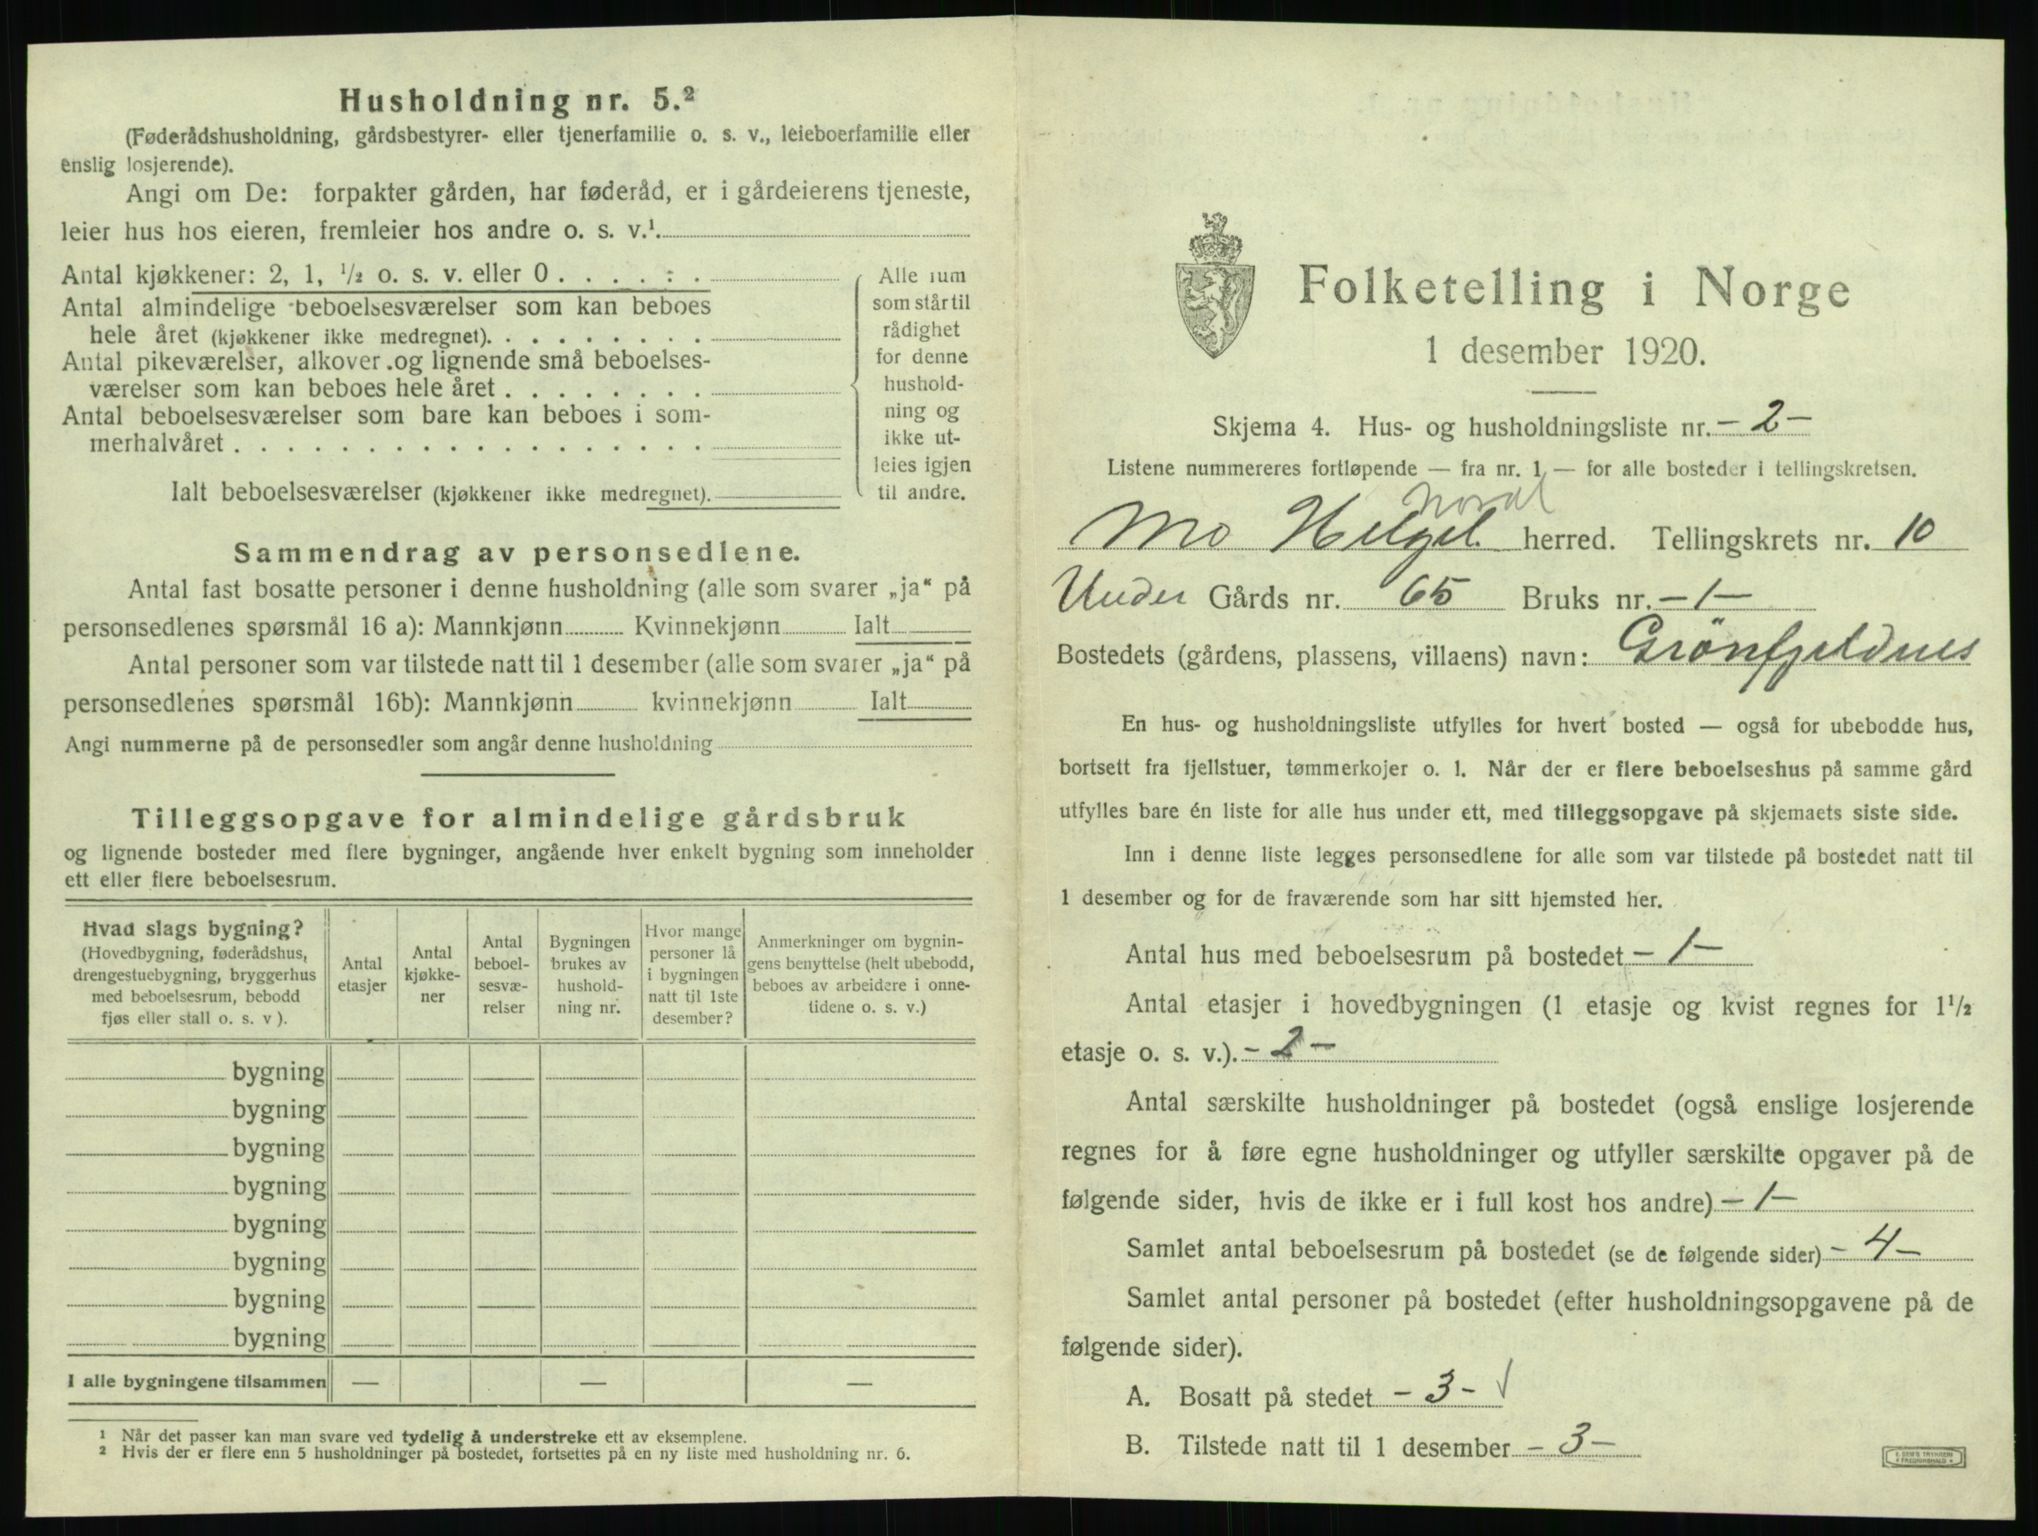 Husholdning nr. 5.²
(Føderådshusholdning, gårdsbestyrer- eller tjenerfamilie o. s. v., leieboerfamilie eller
enslig losjerende).
Angi om De: forpakter gården, har føderåd, er i gårdeierens tjeneste,
leier hus hos eieren, fremleier hos andre o. s. v.¹
Antal kjøkkener: 2, 1, ½ o. s. v. eller 0
Antal almindelige beboelsesværelser som kan beboes
hele året (kjøkkener ikke medregnet).
Antal pikeværelser, alkover og lignende små beboelses-
værelser som kan beboes hele året
Antal beboelsesværelser som bare kan beboes i som-
merhalvåret
Ialt beboelsesværelser (kjøkkener ikke medregnet).
Alle rum
som står til
rådighet
for denne
hushold-
ning og
ikke ut-
leies igjen
til andre.
Sammendrag av personsedlene.
Antal fast bosatte personer i denne husholdning (alle som svarer „ja“ på
personsedlenes spørsmål 16 a): Mannkjønn Kvinnekjønn Ialt
Antal personer som var tilstede natt til 1 desember (alle som svarer „ja“ på
personsedlenes spørsmål 16b): Mannkjønn kvinnekjønn Ialt
Angi nummerne på de personsedler som angår denne husholdning
Tilleggsopgave for almindelige gårdsbruk
og lignende bosteder med flere bygninger, angående hver enkelt bygning som inneholder
ett eller flere beboelsesrum.
Hvad slags bygning?
(Hovedbygning, føderådshus,
drengestuebygning, bryggerhus
med beboelsesrum, bebodd
fjøs eller stall o. s. v ).
Antal
etasjer
Antal
kjøkke-
ner
Antal
beboel-
sesvæ-
relser
Bygningen
brukes av
hushold-
ning nr.
Hvor mange
personer lå
i bygningen
natt til 1ste
desember?
Anmerkninger om bygnin-
gens benyttelse (helt ubebodd,
beboes av arbeidere i onne-
tidene o. s. v.)
bygning
bygning
bygning
bygning
bygning
bygning
bygning
bygning
I alle bygningene tilsammen — — —
¹ Når det passer kan man svare ved tydelig å understreke ett av eksemplene.
² Hvis der er flere enn 5 husholdninger på bostedet, fortsettes på en ny liste med husholdning nr. 6.
Folketelling i Norge
1 desember 1920.
Skjema 4. Hus- og husholdningsliste nr. - 2 -
Listene nummereres fortløpende — fra nr. 1 — for alle bosteder i tellingskretsen.
Nord
Mo Helgel. herred. Tellingskrets nr. 10
Under Gårds nr. 65 Bruks nr. - 1 -
Bostedets (gårdens, plassens, villaens) navn: Grönfjeldnes
En hus- og husholdningsliste utfylles for hvert bosted — også for ubebodde hus,
bortsett fra fjellstuer, tømmerkojer o. l. Når der er flere beboelseshus på samme gård
utfylles bare én liste for alle hus under ett, med tilleggsopgave på skjemaets siste side.
Inn i denne liste legges personsedlene for alle som var tilstede på bostedet natt til
1 desember og for de fraværende som har sitt hjemsted her.
Antal hus med beboelsesrum på bostedet - 1 -
Antal etasjer i hovedbygningen (1 etasje og kvist regnes for 1½
etasje o. s. v.). - 2 -
Antal særskilte husholdninger på bostedet (også enslige losjerende
regnes for å føre egne husholdninger og utfyller særskilte opgaver på de
følgende sider, hvis de ikke er i full kost hos andre) - 1 -
Samlet antal beboelsesrum på bostedet (se de følgende sider) - 4 -
Samlet antal personer på bostedet (efter husholdningsopgavene på de
følgende sider).
A. Bosatt på stedet - 3 - √
B. Tilstede natt til 1 desember - 3 -